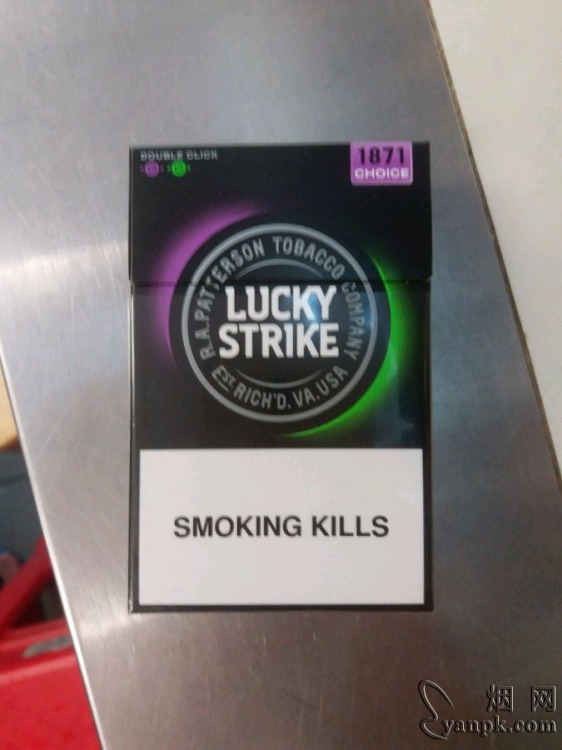 DOUBLE CLICK
1871
CHOICE
R.A. PATTERSON TOBACCO COMPANY
LUCKY
STRIKE
EST. RICH'D. VA. USA
SMOKING KILLS
烟 网
yanpk.com